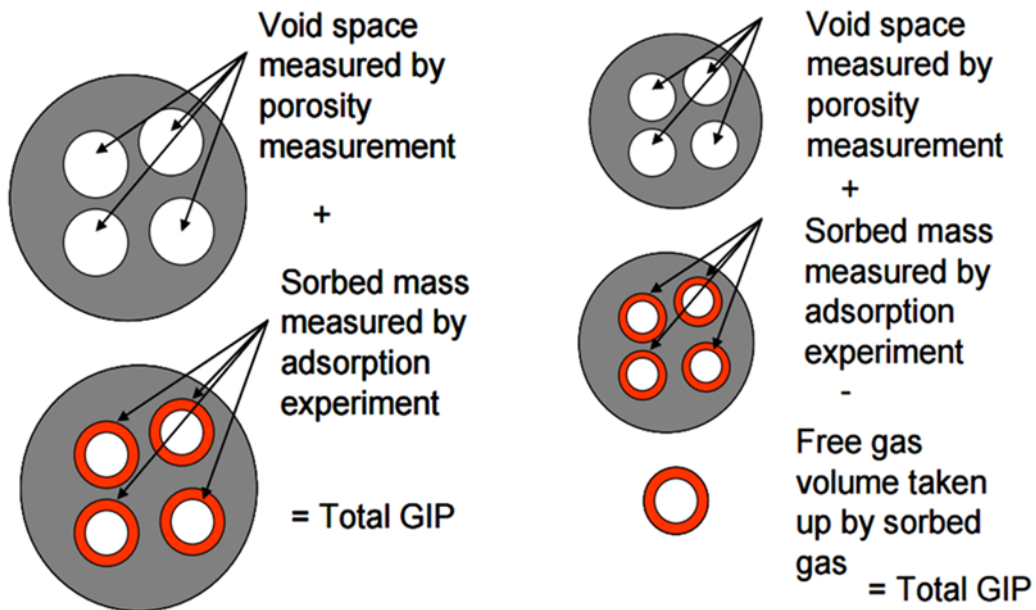 Void space
measured by
porosity
measurement
+
Sorbed mass
measured by
adsorption
experiment
= Total GIP
Void space
measured by
porosity
measurement
+
Sorbed mass
measured by
adsorption
experiment
-
Free gas
volume taken
up by sorbed
gas
= Total GIP